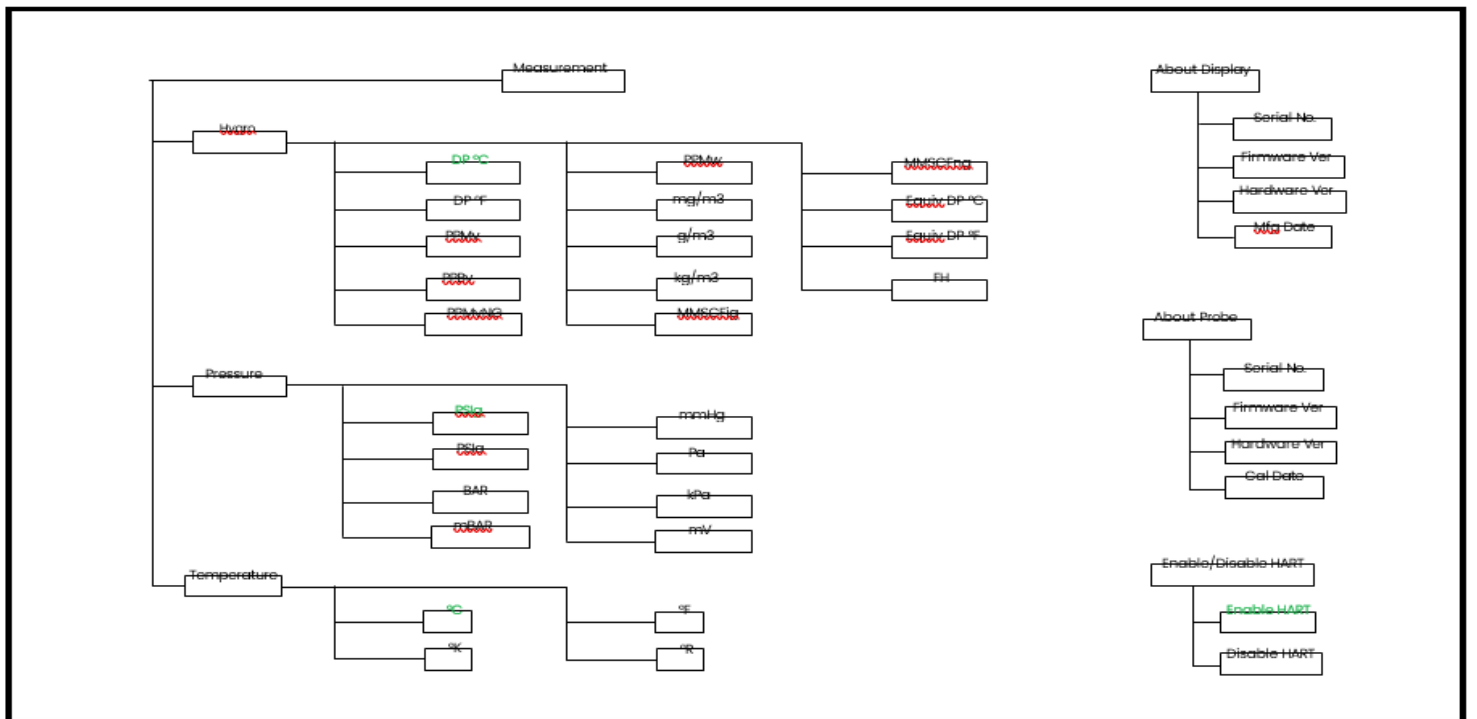 Measurement
Hygro
DP °C
DP °F
PPMv
PPBv
PPMvNG
PPMw
mg/m3
g/m3
kg/m3
MMSCFig
MMSCFng
Equiv DP °C
Equiv DP °F
FH
Pressure
PSIa
BAR
mBAR
mmHg
Pa
kPa
mV
Temperature
°C
°K
°F
°R
About Display
Serial No.
Firmware Ver
Hardware Ver
Mfg Date
About Probe
Serial No.
Firmware Ver
Hardware Ver
Cal Date
Enable/Disable HART
Enable HART
Disable HART